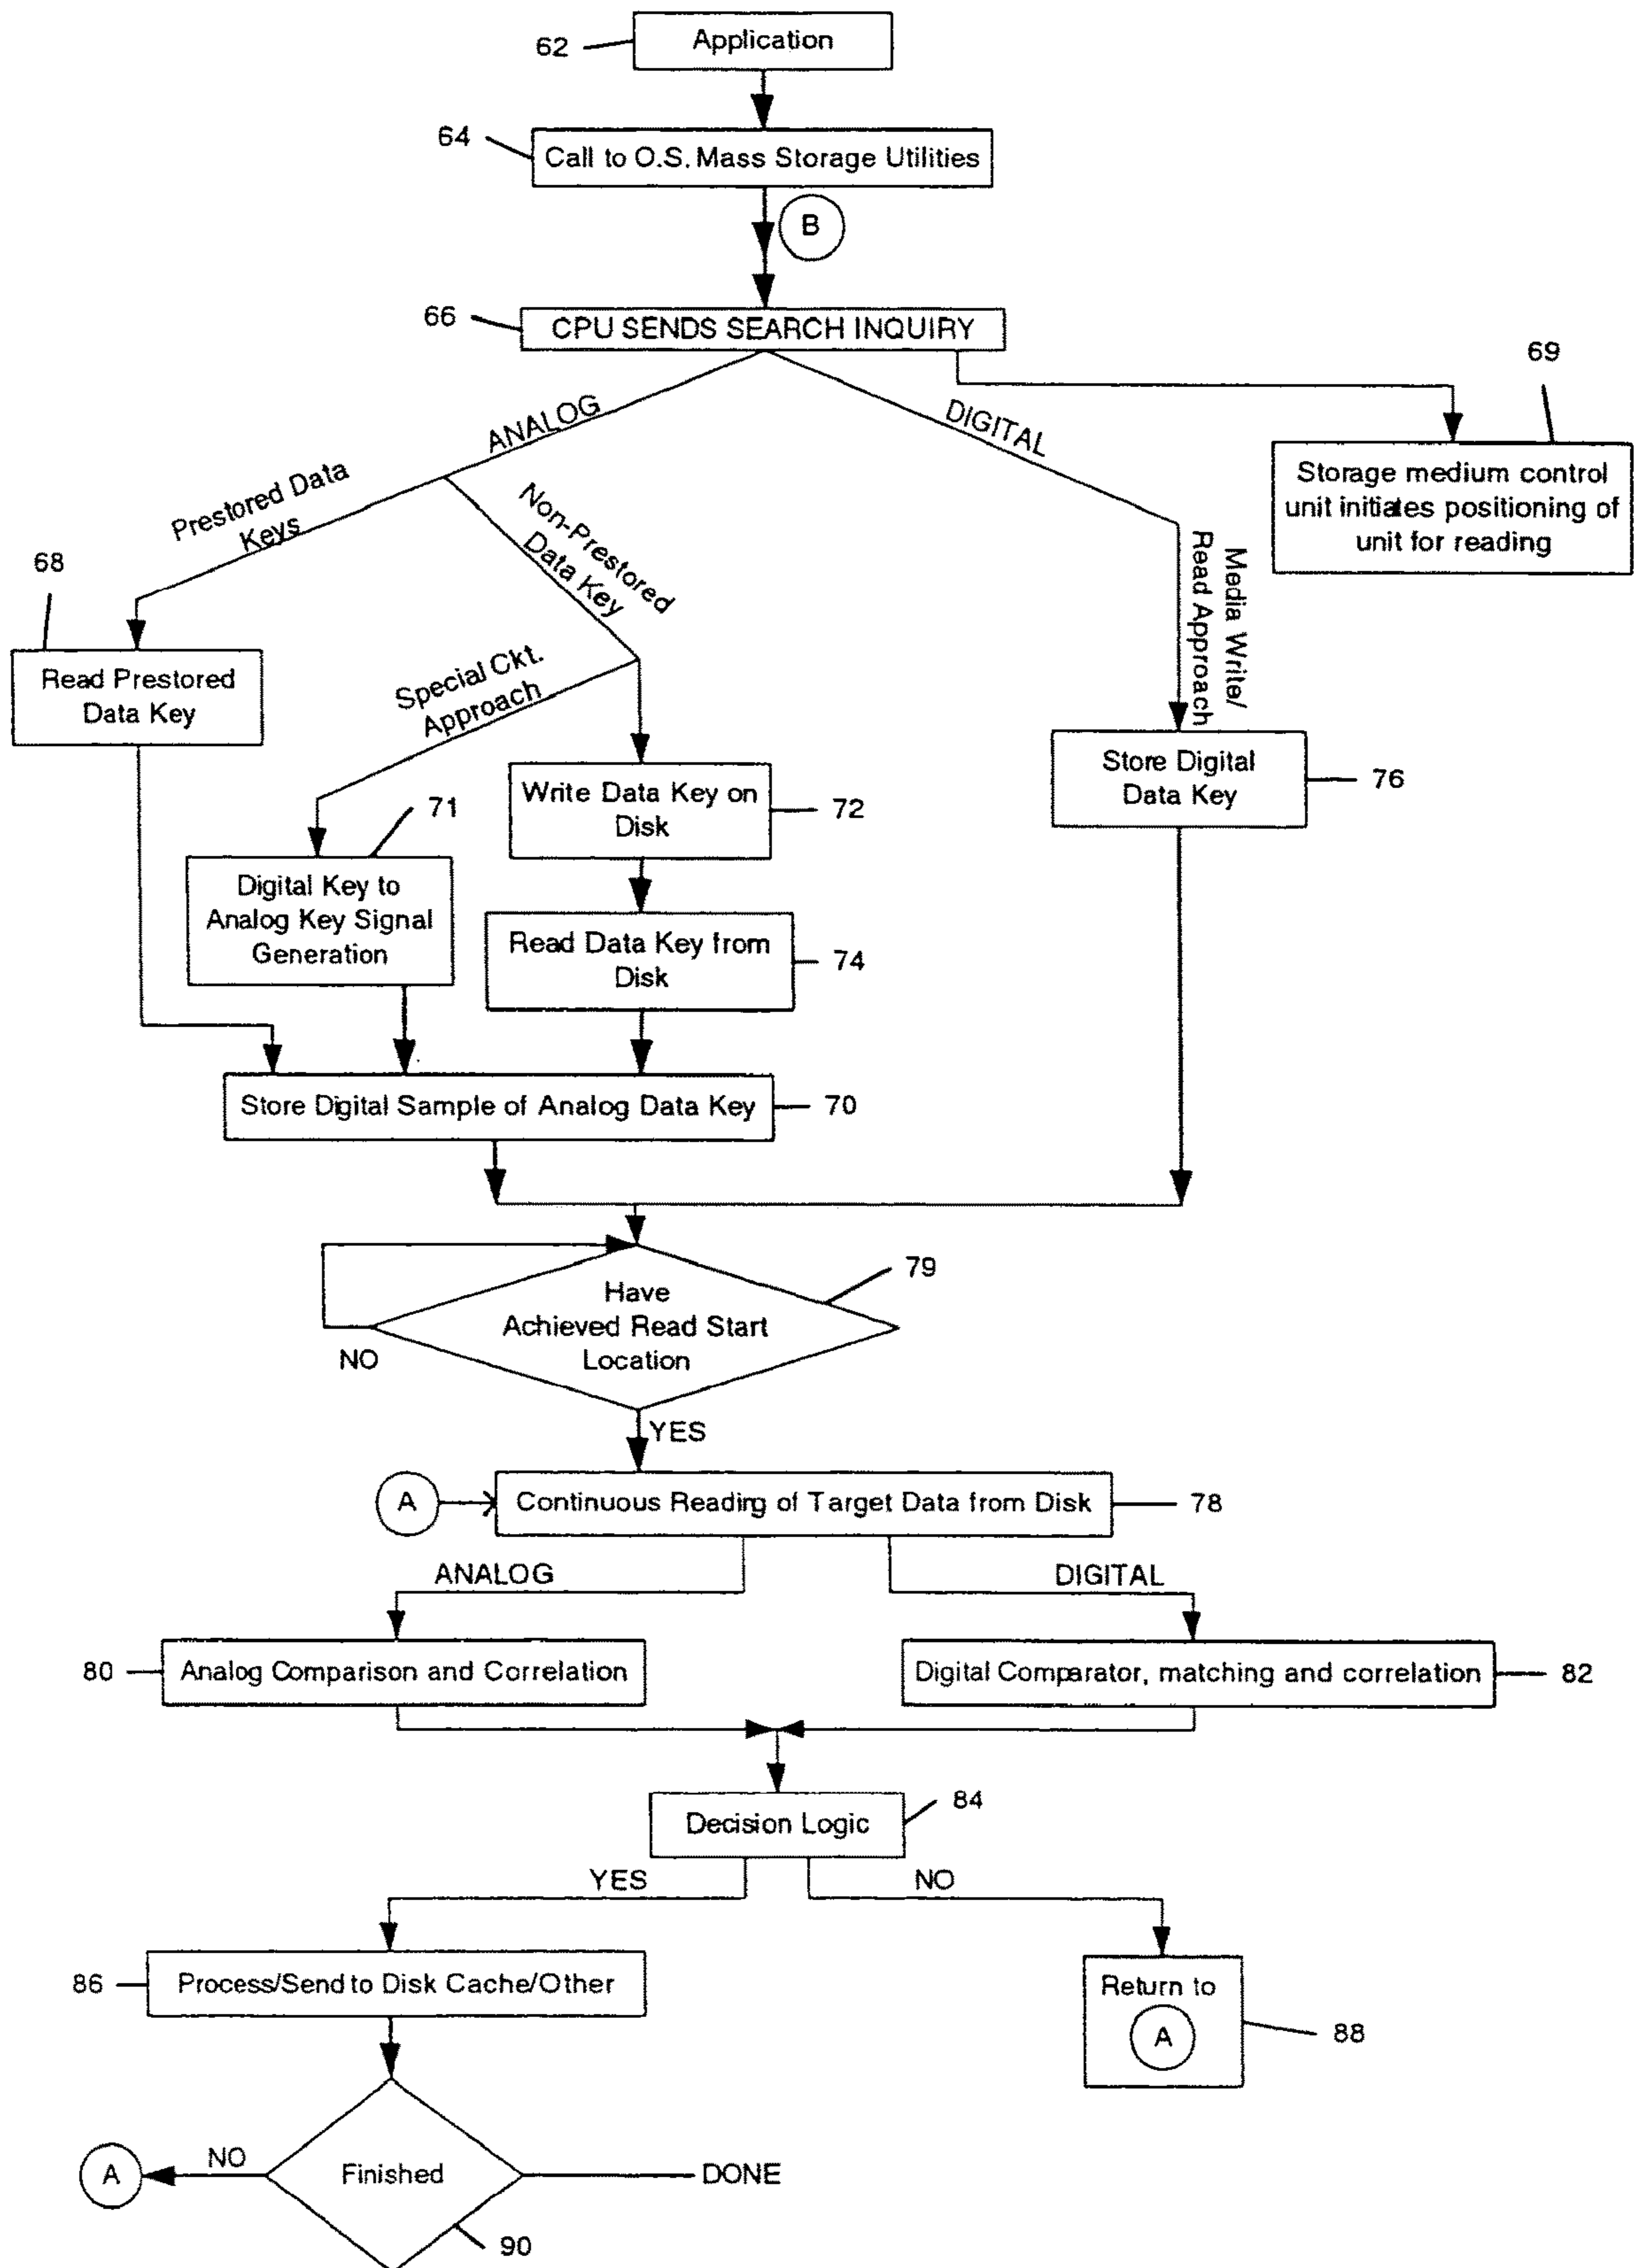 62
Application
64
Call to O.S. Mass Storage Utilities
B
66
CPU SENDS SEARCH INQUIRY
69
ANALOG
DIGITAL
Storage medium control
unit initiates positioning of
unit for reading
Prestored Data
Keys
Non-Prestored
Data Key
Media Write/
Read Approach
68
Read Prestored
Data Key
Special Ckt.
Approach
Store Digital
Data Key
76
71
Write Data Key on
Disk
72
Digital Key to
Analog Key Signal
Generation
Read Data Key from
Disk
74
Store Digital Sample of Analog Data Key
70
79
Have
Achieved Read Start
Location
NO
YES
A
Continuous Reading of Target Data from Disk
78
ANALOG
DIGITAL
80
Analog Comparison and Correlation
Digital Comparator, matching and correlation
82
Decision Logic
84
YES
NO
86
Process/Send to Disk Cache/Other
Return to
A
88
A
NO
Finished
DONE
90